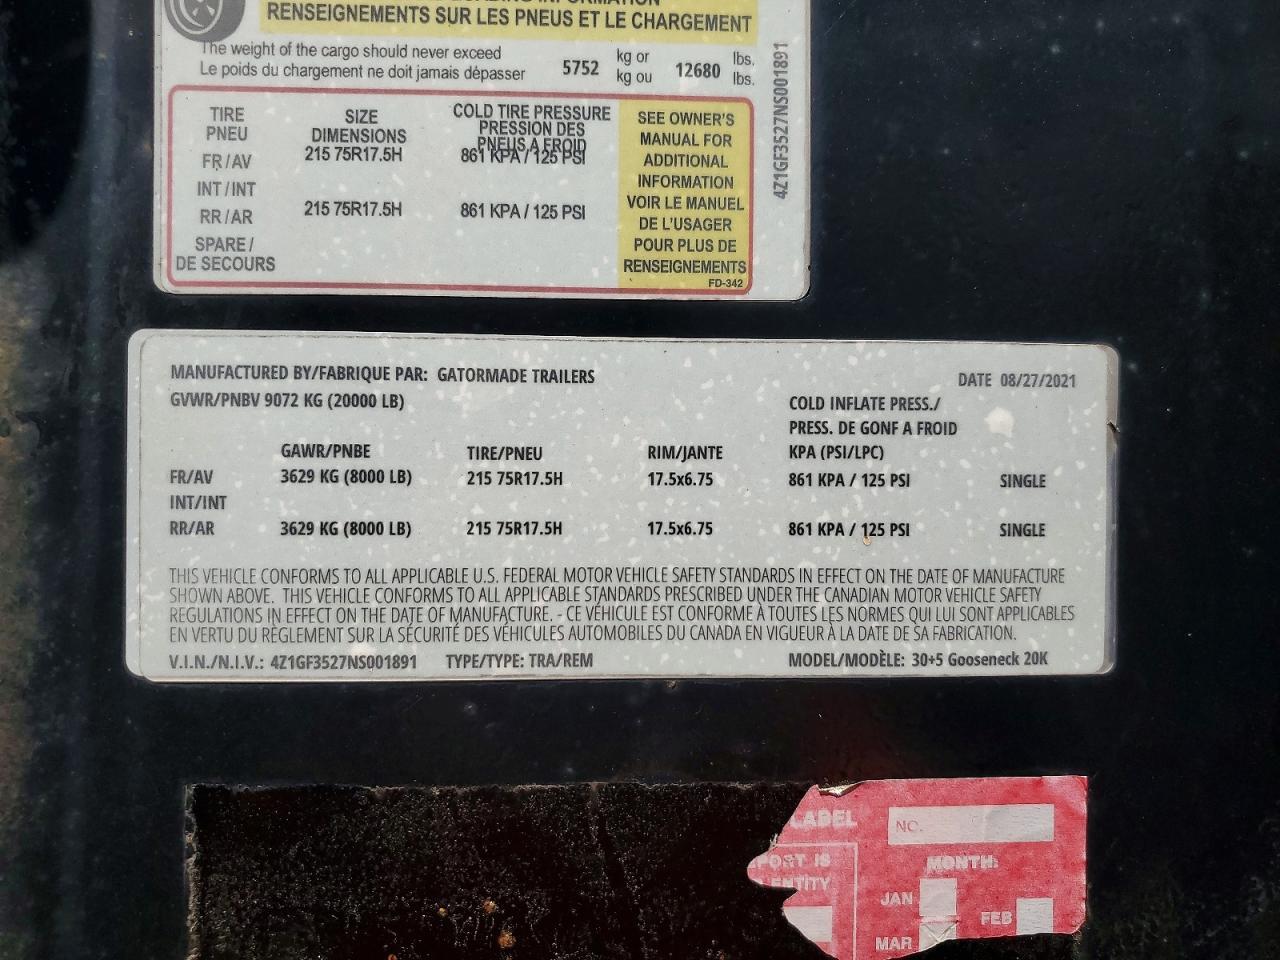 LOADING INFORMATION
RENSEIGNEMENTS SUR LES PNEUS ET LE CHARGEMENT
The weight of the cargo should never exceed
Le poids du chargement ne doit jamais dépasser
5752 kg or 12680 lbs.
kg ou lbs.
TIRE
PNEU
SIZE
DIMENSIONS
COLD TIRE PRESSURE
PRESSION DES
PNEUS A FROID
FR/AV 215 75R17.5H 861 KPA / 125 PSI
INT/INT
RR/AR 215 75R17.5H 861 KPA / 125 PSI
SPARE/
DE SECOURS
SEE OWNER'S
MANUAL FOR
ADDITIONAL
INFORMATION
VOIR LE MANUEL
DE L'USAGER
POUR PLUS DE
RENSEIGNEMENTS
FD-342
4Z1GF3527NS001891
MANUFACTURED BY/FABRIQUE PAR: GATORMADE TRAILERS
DATE 08/27/2021
GVWR/PNBV 9072 KG (20000 LB)
COLD INFLATE PRESS./
PRESS. DE GONF A FROID
GAWR/PNBE TIRE/PNEU RIM/JANTE KPA (PSI/LPC)
FR/AV 3629 KG (8000 LB) 215 75R17.5H 17.5x6.75 861 KPA / 125 PSI SINGLE
INT/INT
RR/AR 3629 KG (8000 LB) 215 75R17.5H 17.5x6.75 861 KPA / 125 PSI SINGLE
THIS VEHICLE CONFORMS TO ALL APPLICABLE U.S. FEDERAL MOTOR VEHICLE SAFETY STANDARDS IN EFFECT ON THE DATE OF MANUFACTURE
SHOWN ABOVE. THIS VEHICLE CONFORMS TO ALL APPLICABLE STANDARDS PRESCRIBED UNDER THE CANADIAN MOTOR VEHICLE SAFETY
REGULATIONS IN EFFECT ON THE DATE OF MANUFACTURE. - CE VÉHICULE EST CONFORME À TOUTES LES NORMES QUI LUI SONT APPLICABLES
EN VERTU DU RÈGLEMENT SUR LA SÉCURITÉ DES VÉHICULES AUTOMOBILES DU CANADA EN VIGUEUR À LA DATE DE SA FABRICATION.
V.I.N./N.I.V.: 4Z1GF3527NS001891 TYPE/TYPE: TRA/REM MODEL/MODÈLE: 30+5 Gooseneck 20K
LABEL
NO.
PORT IS
ENTITY
MONTH:
JAN
FEB
MAR